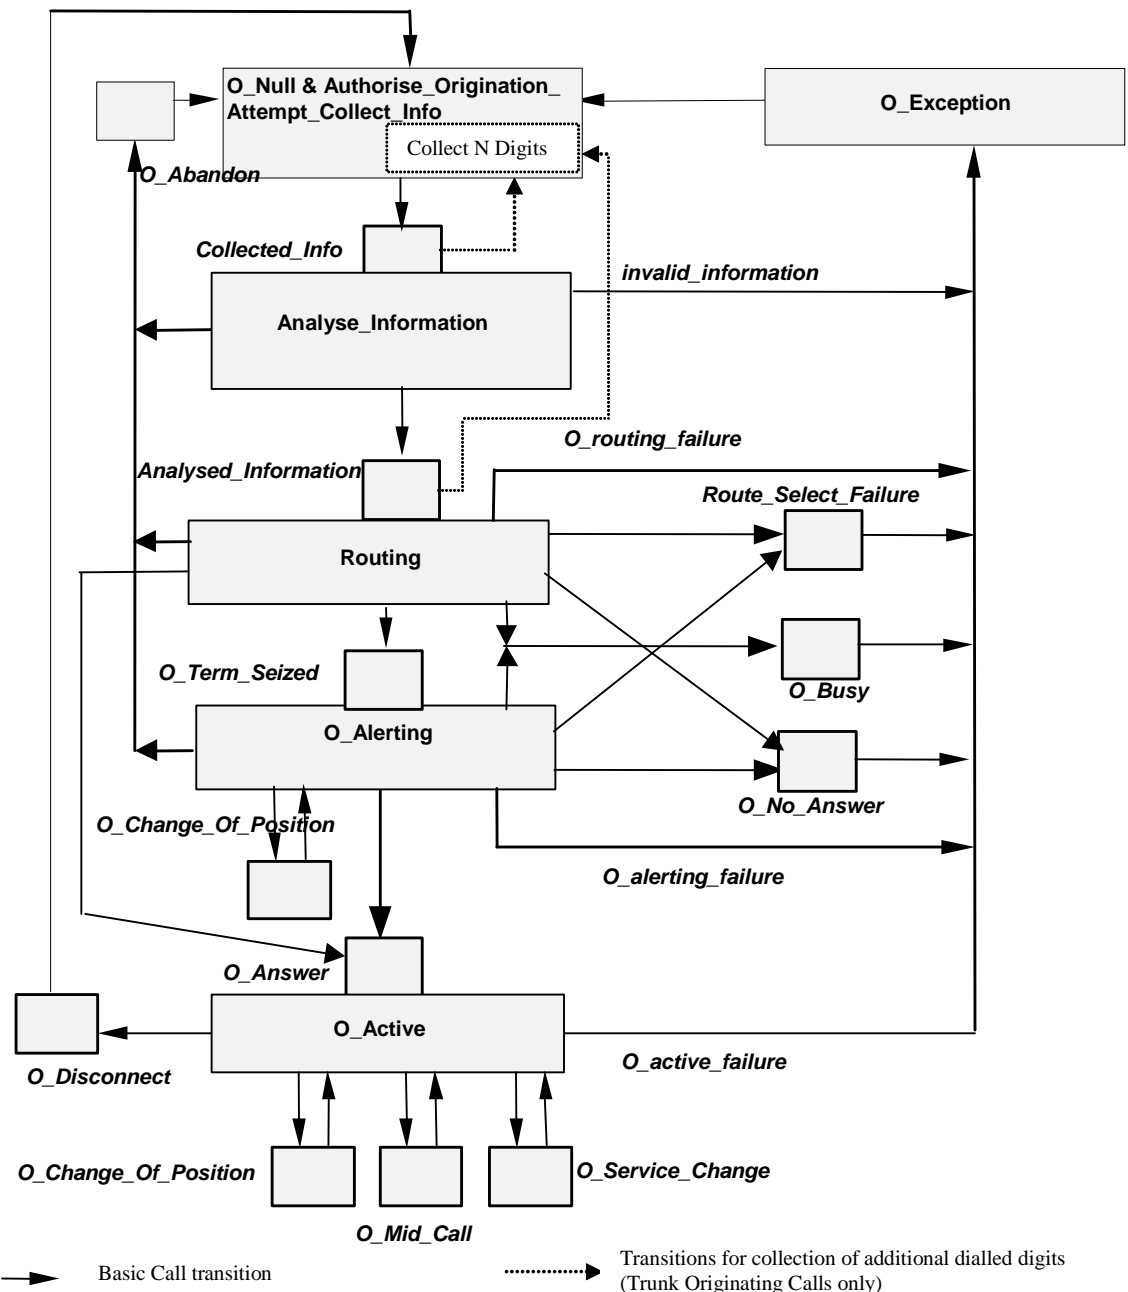 O_Null & Authorise_Origination_
Attempt_Collect_Info
O_Exception
Collect N Digits
O_Abandon
Collected_Info
invalid_information
Analyse_Information
O_routing_failure
Analysed_Information
Route_Select_Failure
Routing
O_Term_Seized
O_Busy
O_Alerting
O_No_Answer
O_Change_Of_Position
O_alerting_failure
O_Answer
O_Active
O_active_failure
O_Disconnect
O_Change_Of_Position
O_Service_Change
O_Mid_Call
Basic Call transition
Transitions for collection of additional dialled digits
(Trunk Originating Calls only)